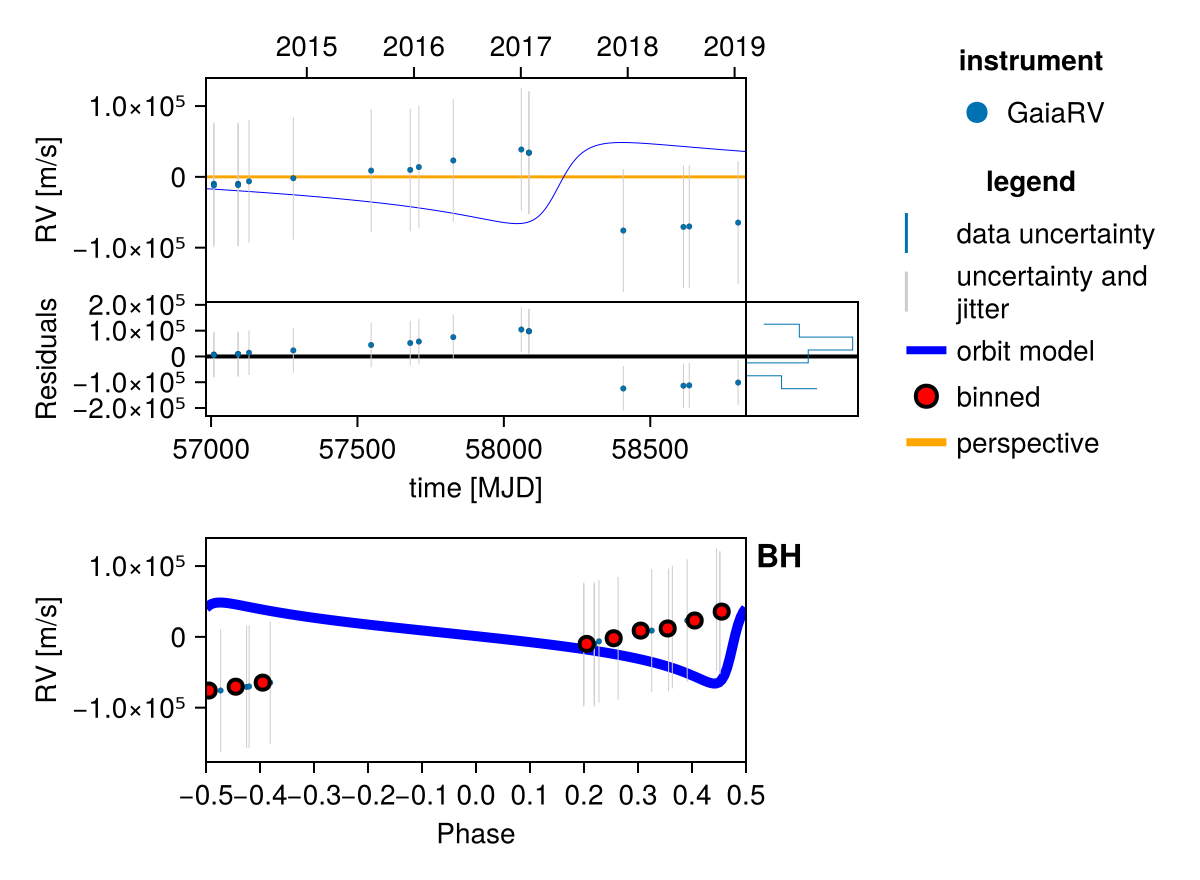 2015 2016 2017 2018 2019
1.0×10⁵
0
−1.0×10⁵
RV [m/s]
2.0×10⁵
1.0×10⁵
0
−1.0×10⁵
−2.0×10⁵
Residuals
57000 57500 58000 58500
time [MJD]
instrument
GaiaRV
legend
data uncertainty
uncertainty and
jitter
orbit model
binned
perspective
BH
1.0×10⁵
0
−1.0×10⁵
RV [m/s]
−0.5 −0.4 −0.3 −0.2 −0.1 0.0 0.1 0.2 0.3 0.4 0.5
Phase